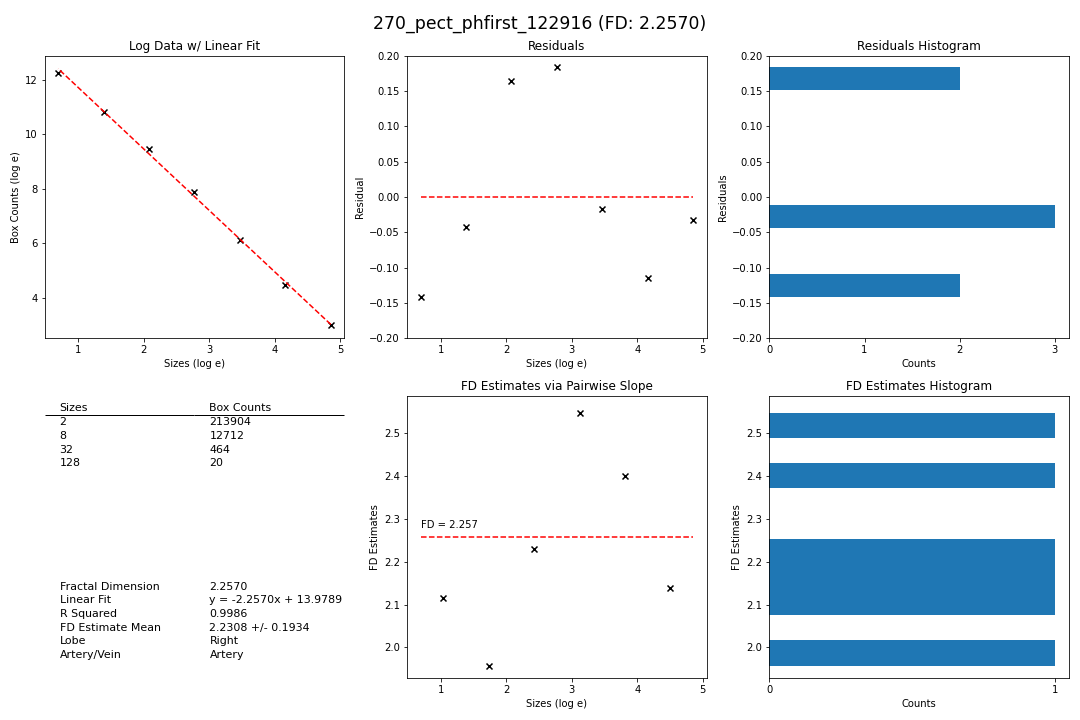 270_pect_phfirst_122916 (FD: 2.2570)
Log Data w/ Linear Fit
Box Counts (log e)
12
10
8
6
4
1 2 3 4 5
Sizes (log e)
Residuals
Residual
0.20
0.15
0.10
0.05
0.00
−0.05
−0.10
−0.15
−0.20
1 2 3 4 5
Sizes (log e)
Residuals Histogram
Residuals
0.20
0.15
0.10
0.05
0.00
−0.05
−0.10
−0.15
−0.20
0 1 2 3
Counts
Sizes Box Counts
2 213904
8 12712
32 464
128 20
Fractal Dimension 2.2570
Linear Fit y = -2.2570x + 13.9789
R Squared 0.9986
FD Estimate Mean 2.2308 +/- 0.1934
Lobe Right
Artery/Vein Artery
FD Estimates via Pairwise Slope
FD Estimates
2.5
2.4
2.3
2.2
2.1
2.0
FD = 2.257
1 2 3 4 5
Sizes (log e)
FD Estimates Histogram
FD Estimates
2.5
2.4
2.3
2.2
2.1
2.0
0 1
Counts